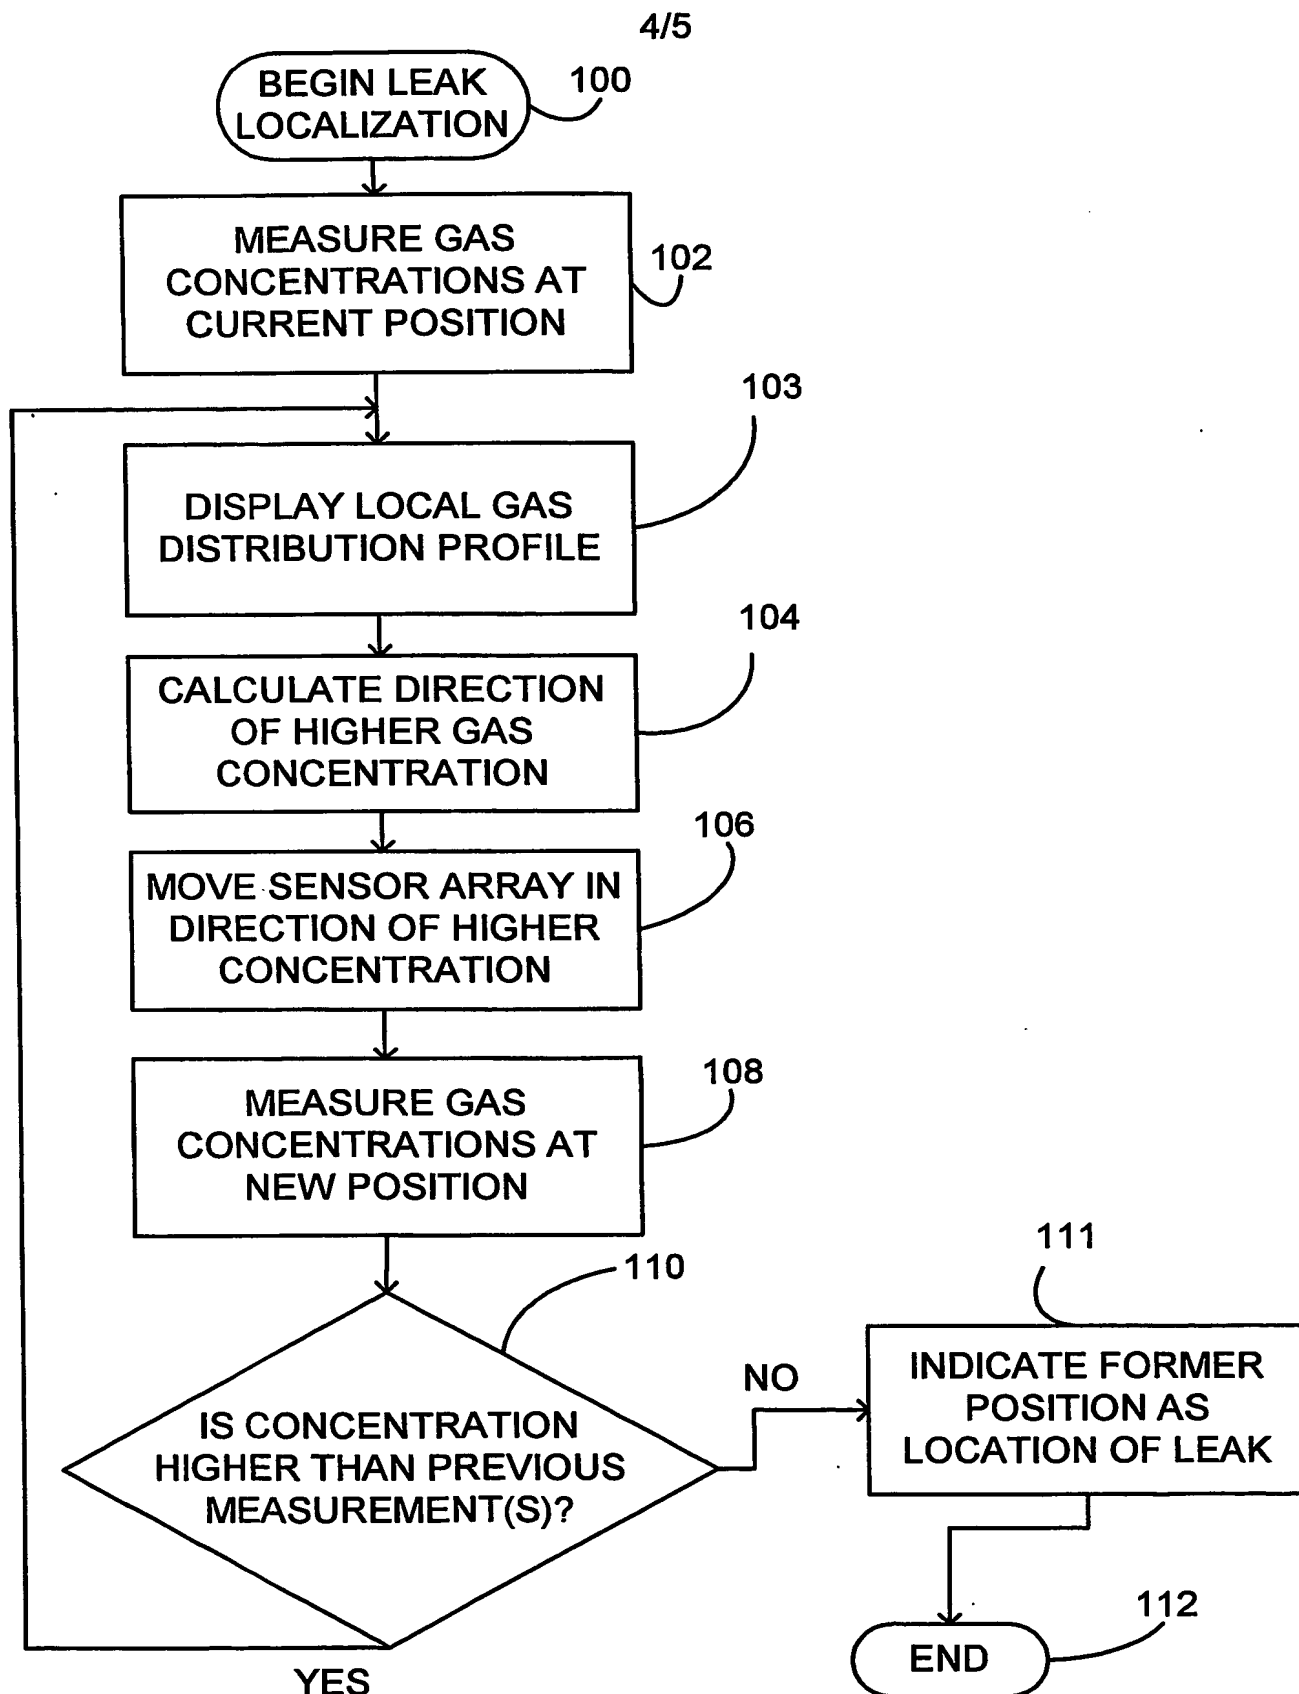 4/5
BEGIN LEAK
LOCALIZATION
100
MEASURE GAS
CONCENTRATIONS AT
CURRENT POSITION
102
103
DISPLAY LOCAL GAS
DISTRIBUTION PROFILE
104
CALCULATE DIRECTION
OF HIGHER GAS
CONCENTRATION
106
MOVE SENSOR ARRAY IN
DIRECTION OF HIGHER
CONCENTRATION
108
MEASURE GAS
CONCENTRATIONS AT
NEW POSITION
110
IS CONCENTRATION
HIGHER THAN PREVIOUS
MEASUREMENT(S)?
NO
111
INDICATE FORMER
POSITION AS
LOCATION OF LEAK
112
END
YES